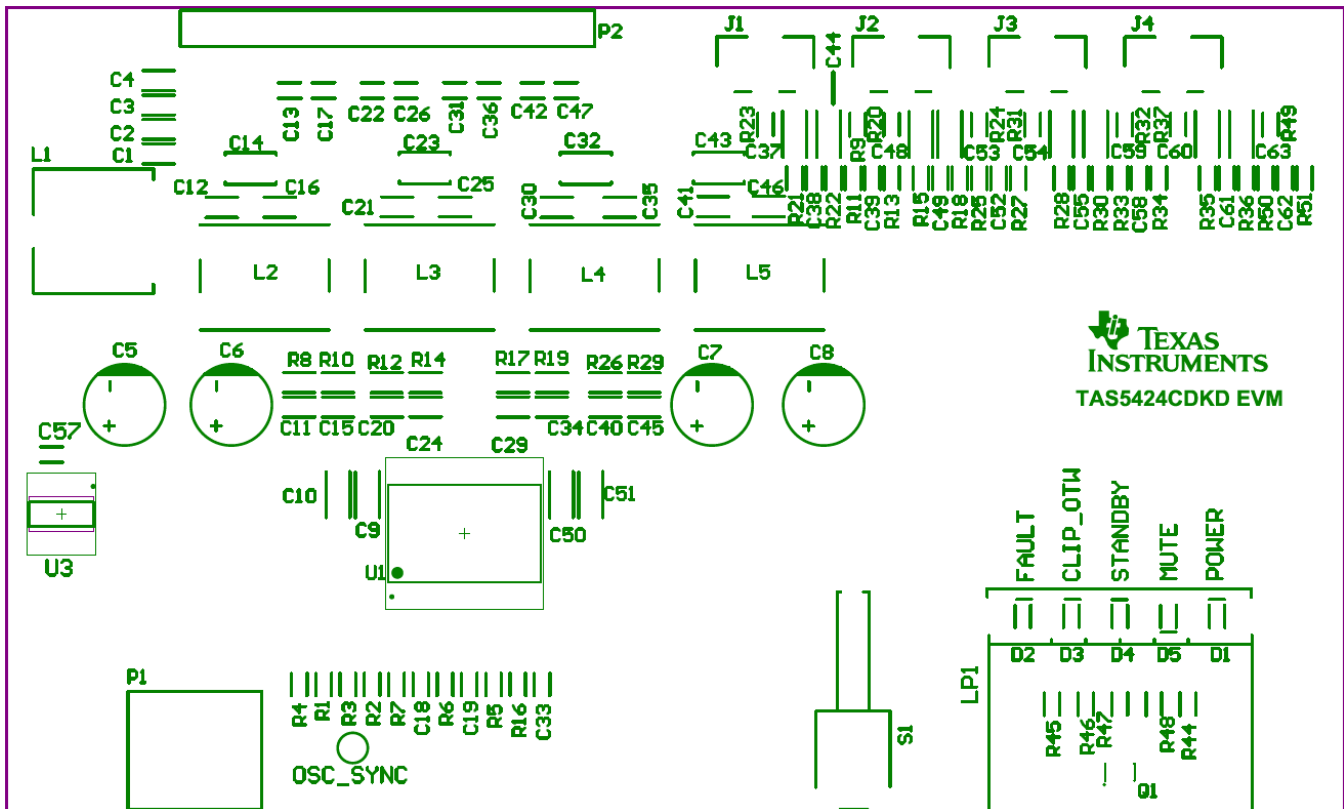 P2
J1
C44
J2
J3
J4
C4
C3
C2
C1
L1
C13
C17
C22
C26
C31
C36
C42
C47
R23
C37
R9
R20
C48
R24
R31
C53
C54
R32
R37
C59
C60
R49
C63
C14
C23
C32
C43
C12
C16
C21
C25
C30
C35
C41
C46
R21
C38
R22
R11
C39
R13
R15
C49
R18
R25
C52
R27
R28
C55
R30
R33
C58
R34
R35
C61
R36
R50
C62
R51
L2
L3
L4
L5
TEXAS
INSTRUMENTS
TAS5424CDKD EVM
C5
C6
R8
R10
R12
R14
R17
R19
R26
R29
C7
C8
C57
C11
C15
C20
C24
C29
C34
C40
C45
C10
C9
C50
C51
U3
U1
FAULT
CLIP_OTW
STANDBY
MUTE
POWER
D2
D3
D4
D5
D1
LP1
P1
R4
R1
R3
R2
R7
C18
R6
C19
R5
R16
C33
OSC_SYNC
S1
R45
R46
R47
R48
R44
Q1